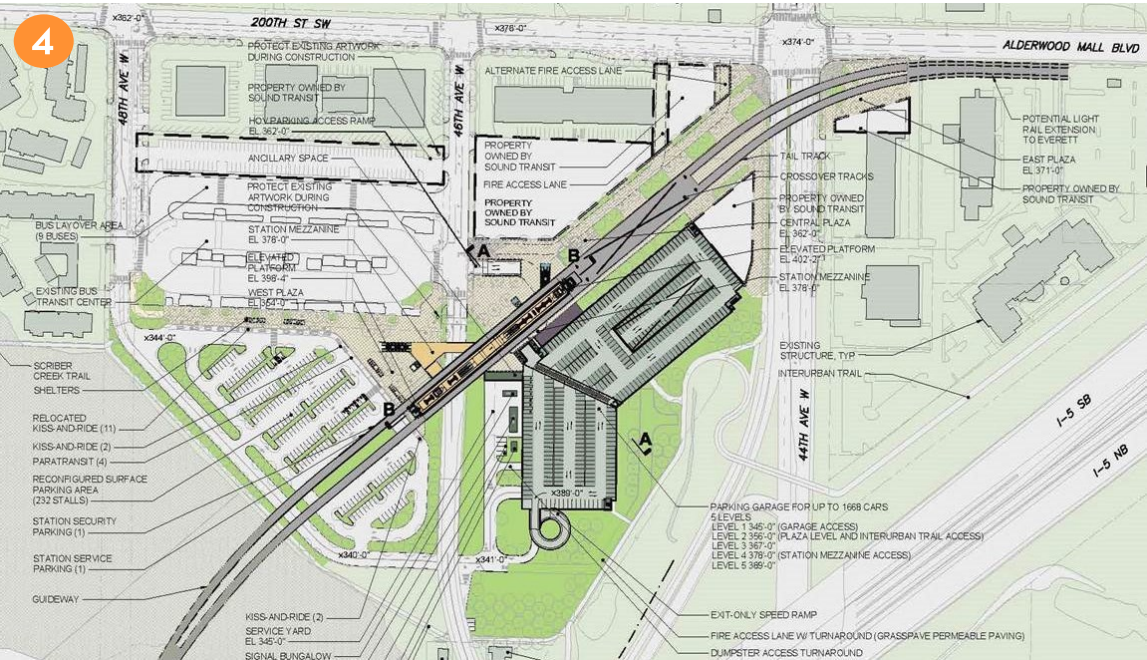 4
x362'-0"
200TH ST SW
x378'-0"
x374'-0"
ALDERWOOD MALL BLVD
48TH AVE W
46TH AVE W
44TH AVE W
PROTECT EXISTING ARTWORK
DURING CONSTRUCTION
PROPERTY OWNED BY
SOUND TRANSIT
HOV PARKING ACCESS RAMP
EL 362'-0"
ANCILLARY SPACE
PROTECT EXISTING
ARTWORK DURING
CONSTRUCTION
STATION MEZZANINE
EL 378'-0"
ELEVATED
PLATFORM
EL 398'-4"
WEST PLAZA
EL 354'-0"
ALTERNATE FIRE ACCESS LANE
PROPERTY
OWNED BY
SOUND TRANSIT
FIRE ACCESS LANE
PROPERTY
OWNED BY
SOUND TRANSIT
POTENTIAL LIGHT
RAIL EXTENSION
TO EVERETT
EAST PLAZA
EL 371'-0"
PROPERTY OWNED BY
SOUND TRANSIT
TAIL TRACK
CROSSOVER TRACKS
PROPERTY OWNED
BY SOUND TRANSIT
CENTRAL PLAZA
EL 362'-0"
ELEVATED PLATFORM
EL 402'-2"
STATION MEZZANINE
EL 378'-0"
EXISTING
STRUCTURE, TYP
INTERURBAN TRAIL
I-5 SB
I-5 NB
A
B
B
A
BUS LAYOVER AREA
(9 BUSES)
EXISTING BUS
TRANSIT CENTER
x344'-0"
SCRIBER
CREEK TRAIL
SHELTERS
RELOCATED
KISS-AND-RIDE (11)
KISS-AND-RIDE (2)
PARATRANSIT (4)
RECONFIGURED SURFACE
PARKING AREA
(232 STALLS)
STATION SECURITY
PARKING (1)
STATION SERVICE
PARKING (1)
GUIDEWAY
x340'-0"
x341'-0"
x389'-0"
KISS-AND-RIDE (2)
SERVICE YARD
EL 345'-0"
SIGNAL BUNGALOW
PARKING GARAGE FOR UP TO 1668 CARS
5 LEVELS
LEVEL 1 345'-0" (GARAGE ACCESS)
LEVEL 2 356'-0" (PLAZA LEVEL AND INTERURBAN TRAIL ACCESS)
LEVEL 3 367'-0"
LEVEL 4 378'-0" (STATION MEZZANINE ACCESS)
LEVEL 5 389'-0"
EXIT-ONLY SPEED RAMP
FIRE ACCESS LANE W/ TURNAROUND (GRASSPAVE PERMEABLE PAVING)
DUMPSTER ACCESS TURNAROUND